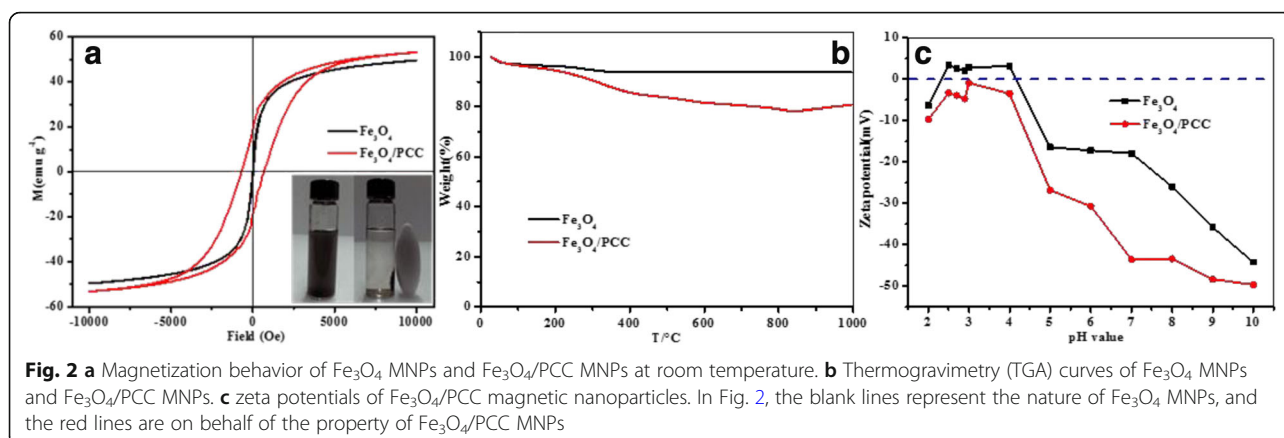 a
60
40
20
0
-20
-40
-60
M (emu g-1)
Fe3O4
Fe3O4/PCC
-10000 -5000 0 5000 10000
Field (Oe)
b
100
80
60
40
20
0
Weight(%)
Fe3O4
Fe3O4/PCC
0 200 400 600 800 1000
T/°C
c
10
0
-10
-20
-30
-40
-50
Zeta potential(mV)
Fe3O4
Fe3O4/PCC
2 3 4 5 6 7 8 9 10
pH value
Fig. 2 a Magnetization behavior of Fe3O4 MNPs and Fe3O4/PCC MNPs at room temperature. b Thermogravimetry (TGA) curves of Fe3O4 MNPs
and Fe3O4/PCC MNPs. c zeta potentials of Fe3O4/PCC magnetic nanoparticles. In Fig. 2, the blank lines represent the nature of Fe3O4 MNPs, and
the red lines are on behalf of the property of Fe3O4/PCC MNPs